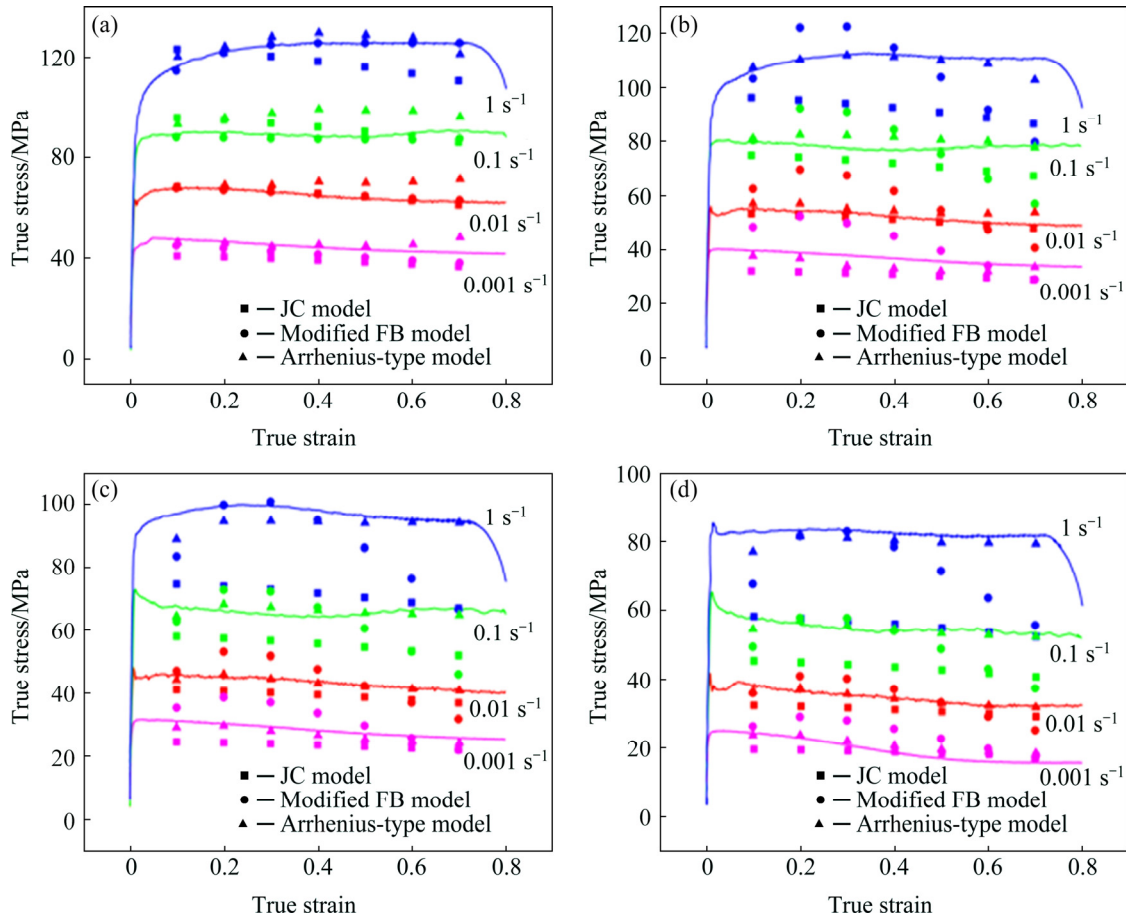 (a)
120
80
40
0
True stress/MPa
1 s⁻¹
0.1 s⁻¹
0.01 s⁻¹
0.001 s⁻¹
■ — JC model
● — Modified FB model
▲ — Arrhenius-type model
0 0.2 0.4 0.6 0.8
True strain
(b)
120
100
80
60
40
20
0
True stress/MPa
1 s⁻¹
0.1 s⁻¹
0.01 s⁻¹
0.001 s⁻¹
■ — JC model
● — Modified FB model
▲ — Arrhenius-type model
0 0.2 0.4 0.6 0.8
True strain
(c)
100
80
60
40
20
0
True stress/MPa
1 s⁻¹
0.1 s⁻¹
0.01 s⁻¹
0.001 s⁻¹
■ — JC model
● — Modified FB model
▲ — Arrhenius-type model
0 0.2 0.4 0.6 0.8
True strain
(d)
100
80
60
40
20
0
True stress/MPa
1 s⁻¹
0.1 s⁻¹
0.01 s⁻¹
0.001 s⁻¹
■ — JC model
● — Modified FB model
▲ — Arrhenius-type model
0 0.2 0.4 0.6 0.8
True strain